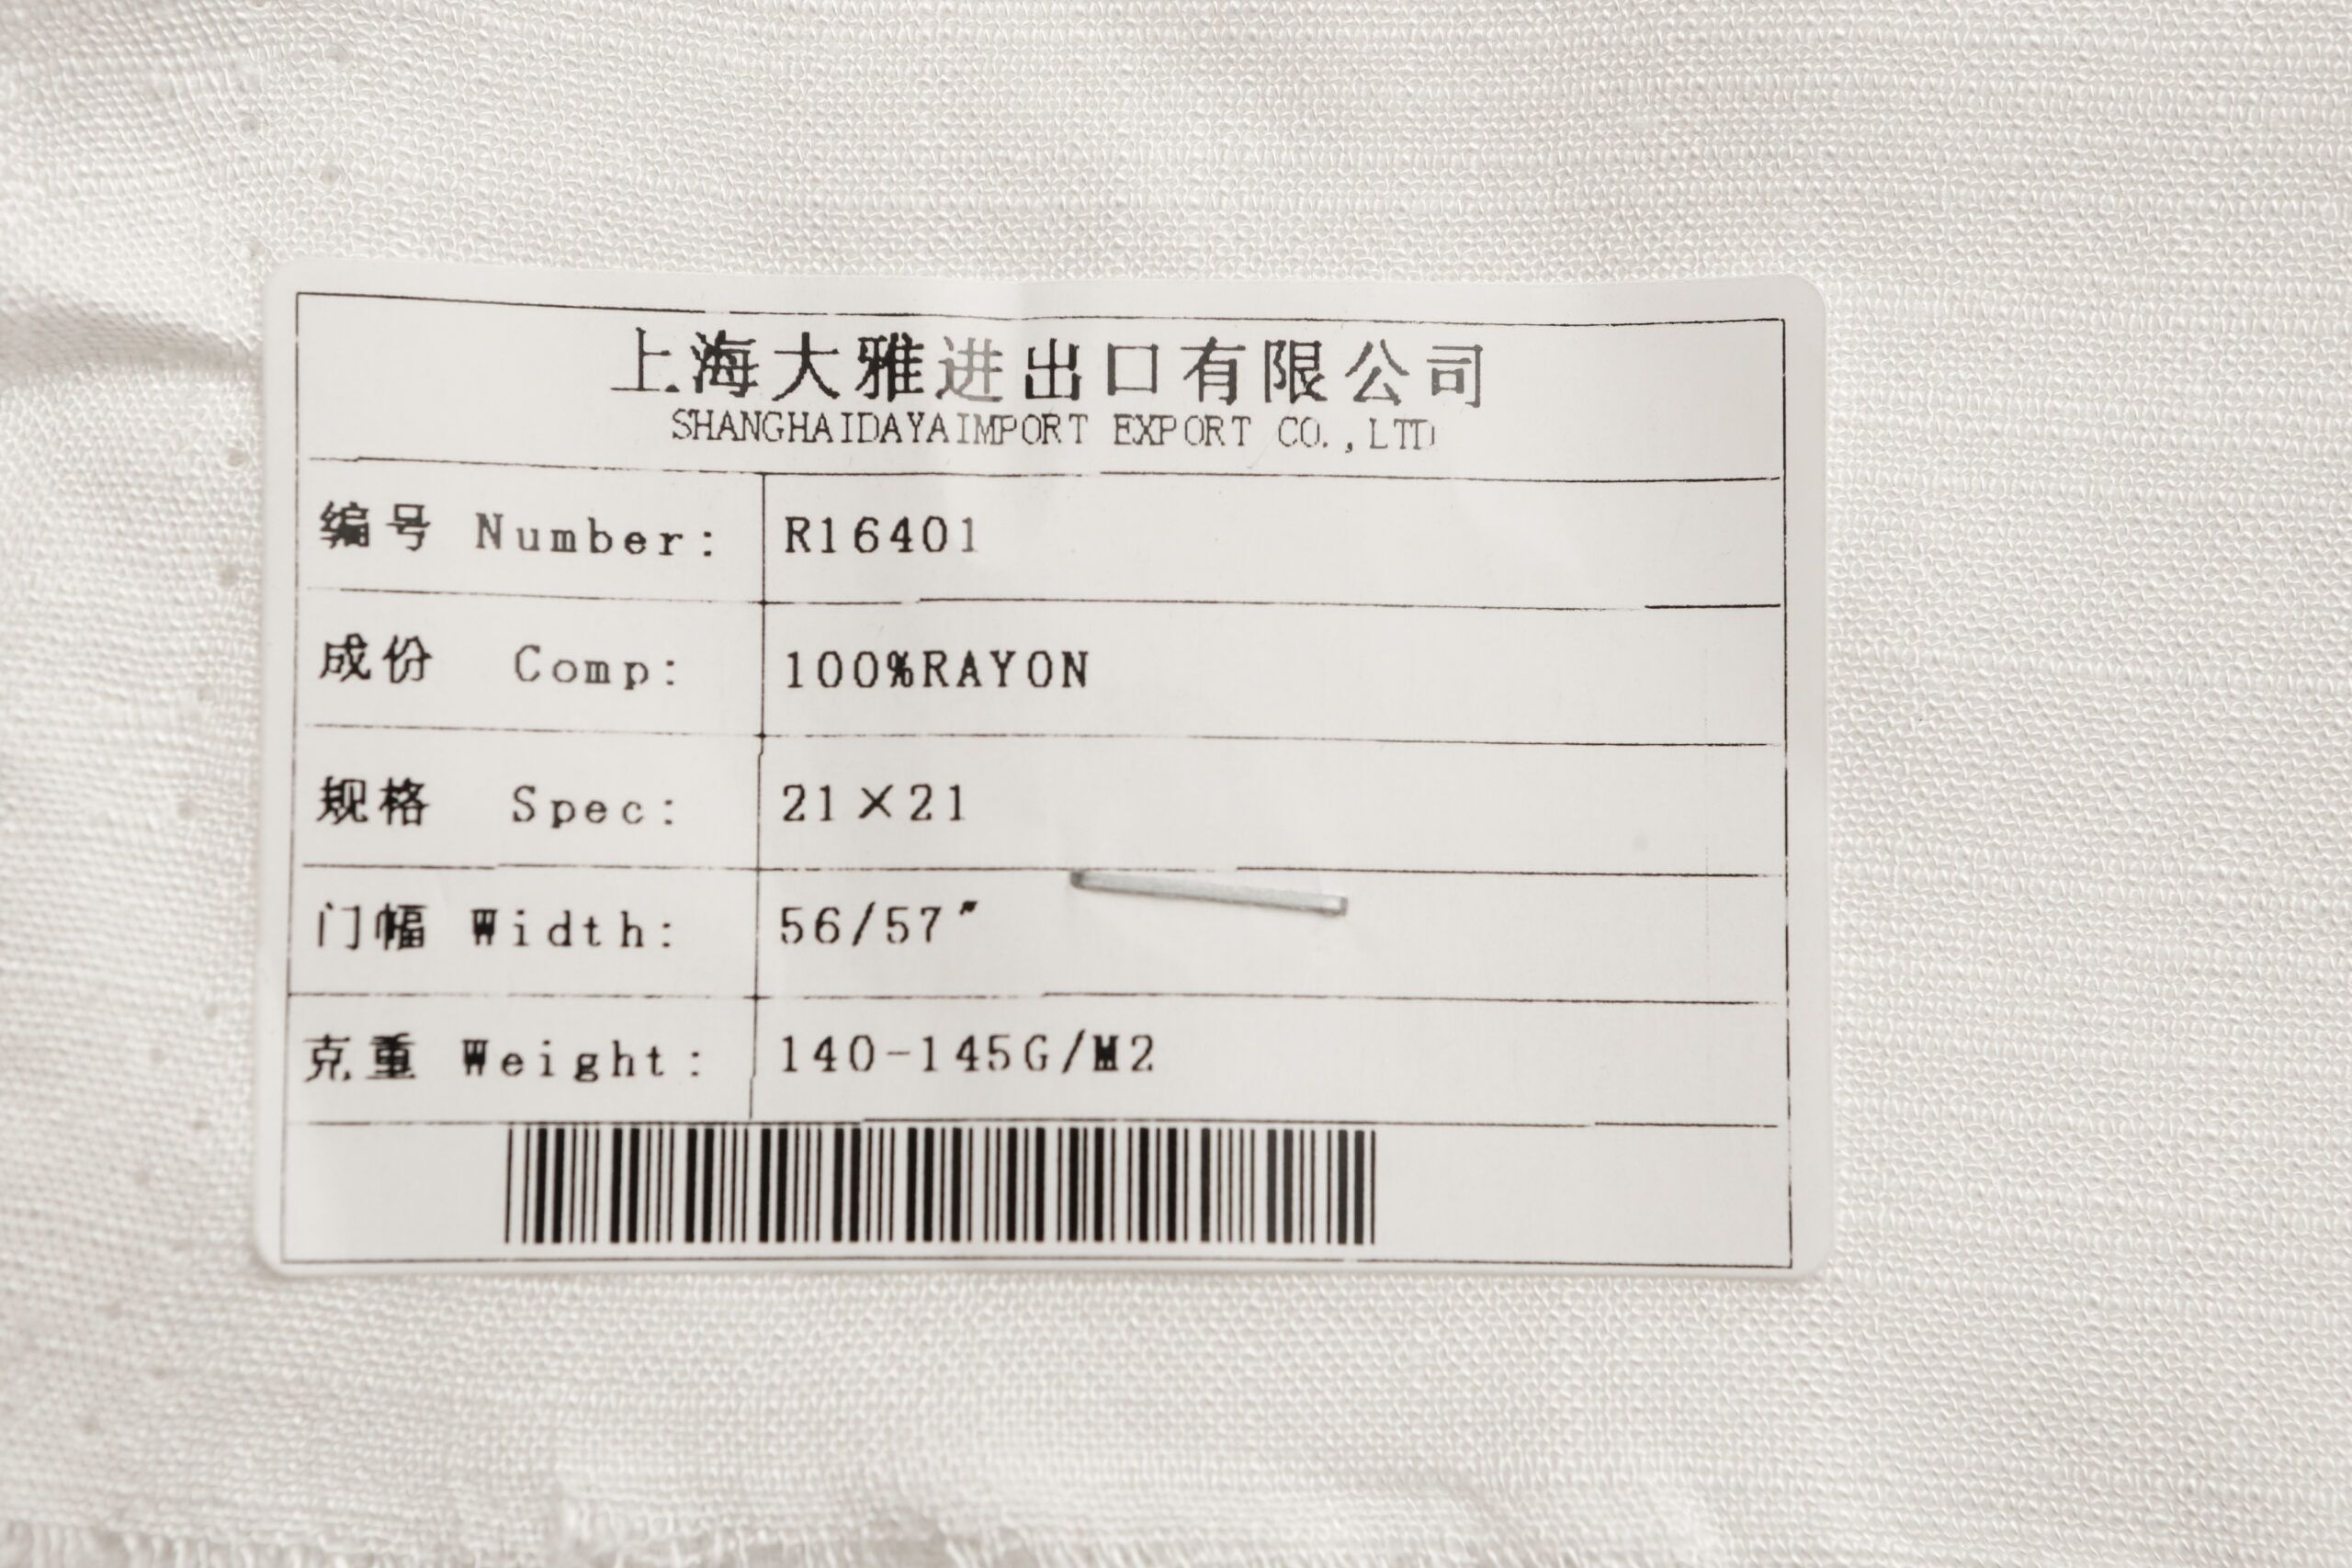 上海大雅进出口有限公司
SHANGHAIDAYAIMPORT EXPORT CO.,LTD
编号 Number: R16401
成份 Comp: 100%RAYON
规格 Spec: 21×21
门幅 Width: 56/57"
克重 Weight: 140-145G/M2